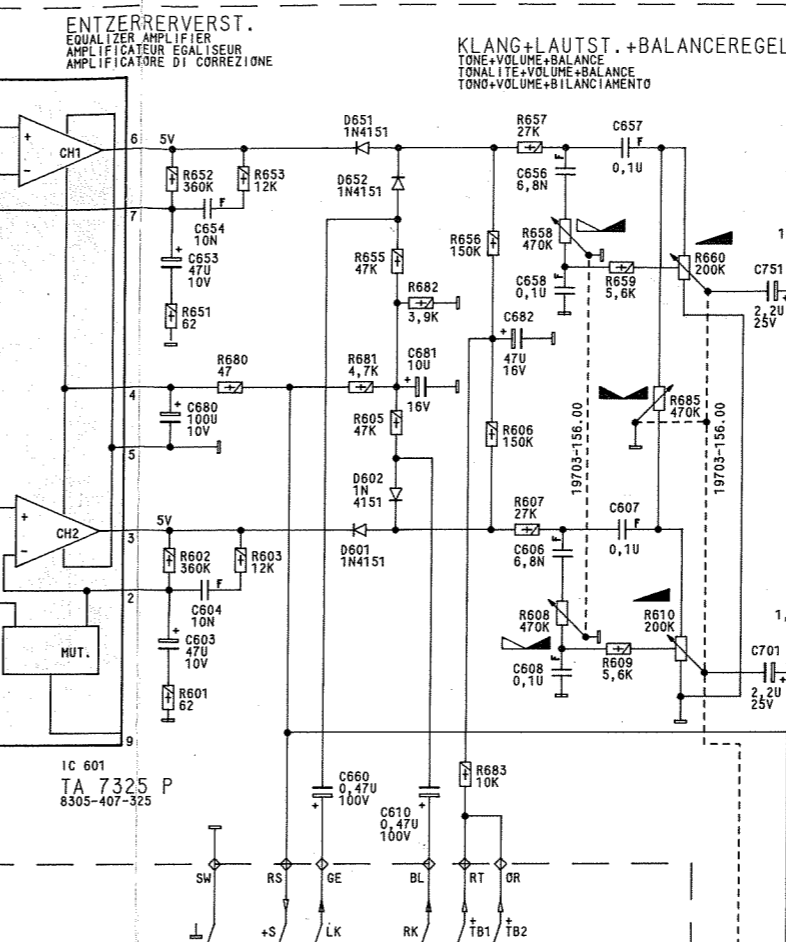 ENTZERRERVERST.
EQUALIZER AMPLIFIER
AMPLIFICATEUR EGALISEUR
AMPLIFICATORE DI CORREZIONE
KLANG+LAUTST.+BALANCEREGEL
TONE+VOLUME+BALANCE
TONALITE+VOLUME+BALANCE
TONO+VOLUME+BILANCIAMENTO
CH1
+
-
6
5V
7
R652
360K
R653
12K
C654
10N
F
+
C653
47U
10V
R651
62
D651
1N4151
D652
1N4151
R655
47K
R682
3,9K
R656
150K
R657
27K
C657
F
0,1U
F
C656
6,8N
R658
470K
F
C658
0,1U
R659
5,6K
R660
200K
1
C751
+
2,2U
25V
+
C682
47U
16V
4
R680
47
R681
4,7K
C681
10U
+
16V
+
C680
100U
10V
5
R605
47K
R606
150K
R685
470K
19703-156.00
19703-156.00
D602
1N
4151
CH2
+
-
3
5V
2
R602
360K
R603
12K
C604
10N
F
+
C603
47U
10V
R601
62
D601
1N4151
R607
27K
C607
F
0,1U
F
C606
6,8N
R608
470K
F
C608
0,1U
R609
5,6K
R610
200K
1,
C701
+
2,2U
25V
MUT.
9
IC 601
TA 7325 P
8305-407-325
C660
0,47U
100V
+
C610
0,47U
100V
+
R683
10K
SW
RS
GE
BL
RT
OR
+S
LK
RK
+
TB1
+
TB2